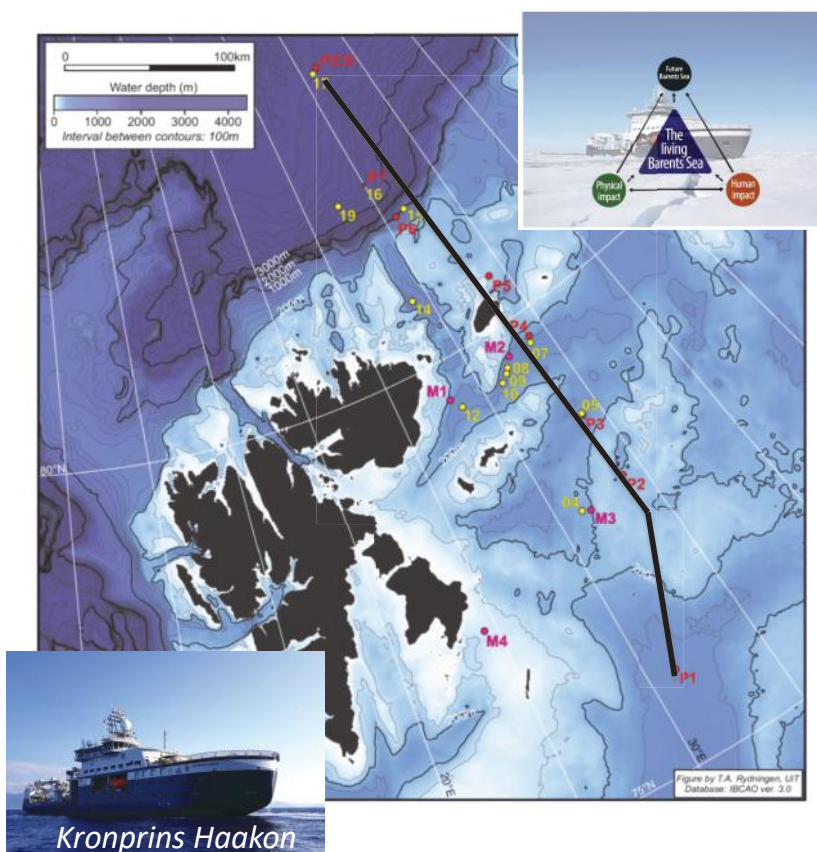 0 100km
Water depth (m)
0 1000 2000 3000 4000
Interval between contours: 100m
Future
Barents Sea
The
living
Barents Sea
Physical
impact
Human
impact
16
19
15
P6
3000m
2000m
1000m
14
P5
P4
07
M2
08
09
10
M1
12
05
P3
P2
04
M3
80°N
M4
P1
30°E
20°E
75°N
Figure by T.A. Rydningen, UiT
Database: IBCAO ver. 3.0
Kronprins Haakon